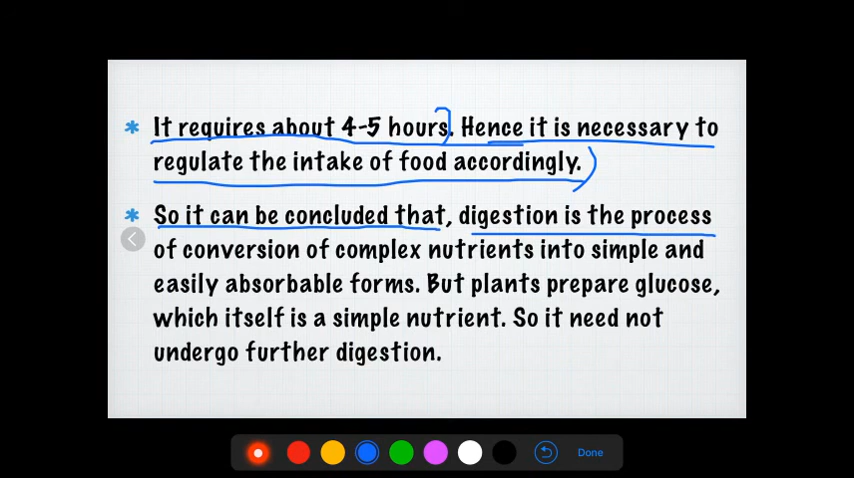 * It requires about 4-5 hours. Hence it is necessary to
regulate the intake of food accordingly.
* So it can be concluded that, digestion is the process
of conversion of complex nutrients into simple and
easily absorbable forms. But plants prepare glucose,
which itself is a simple nutrient. So it need not
undergo further digestion.
Done